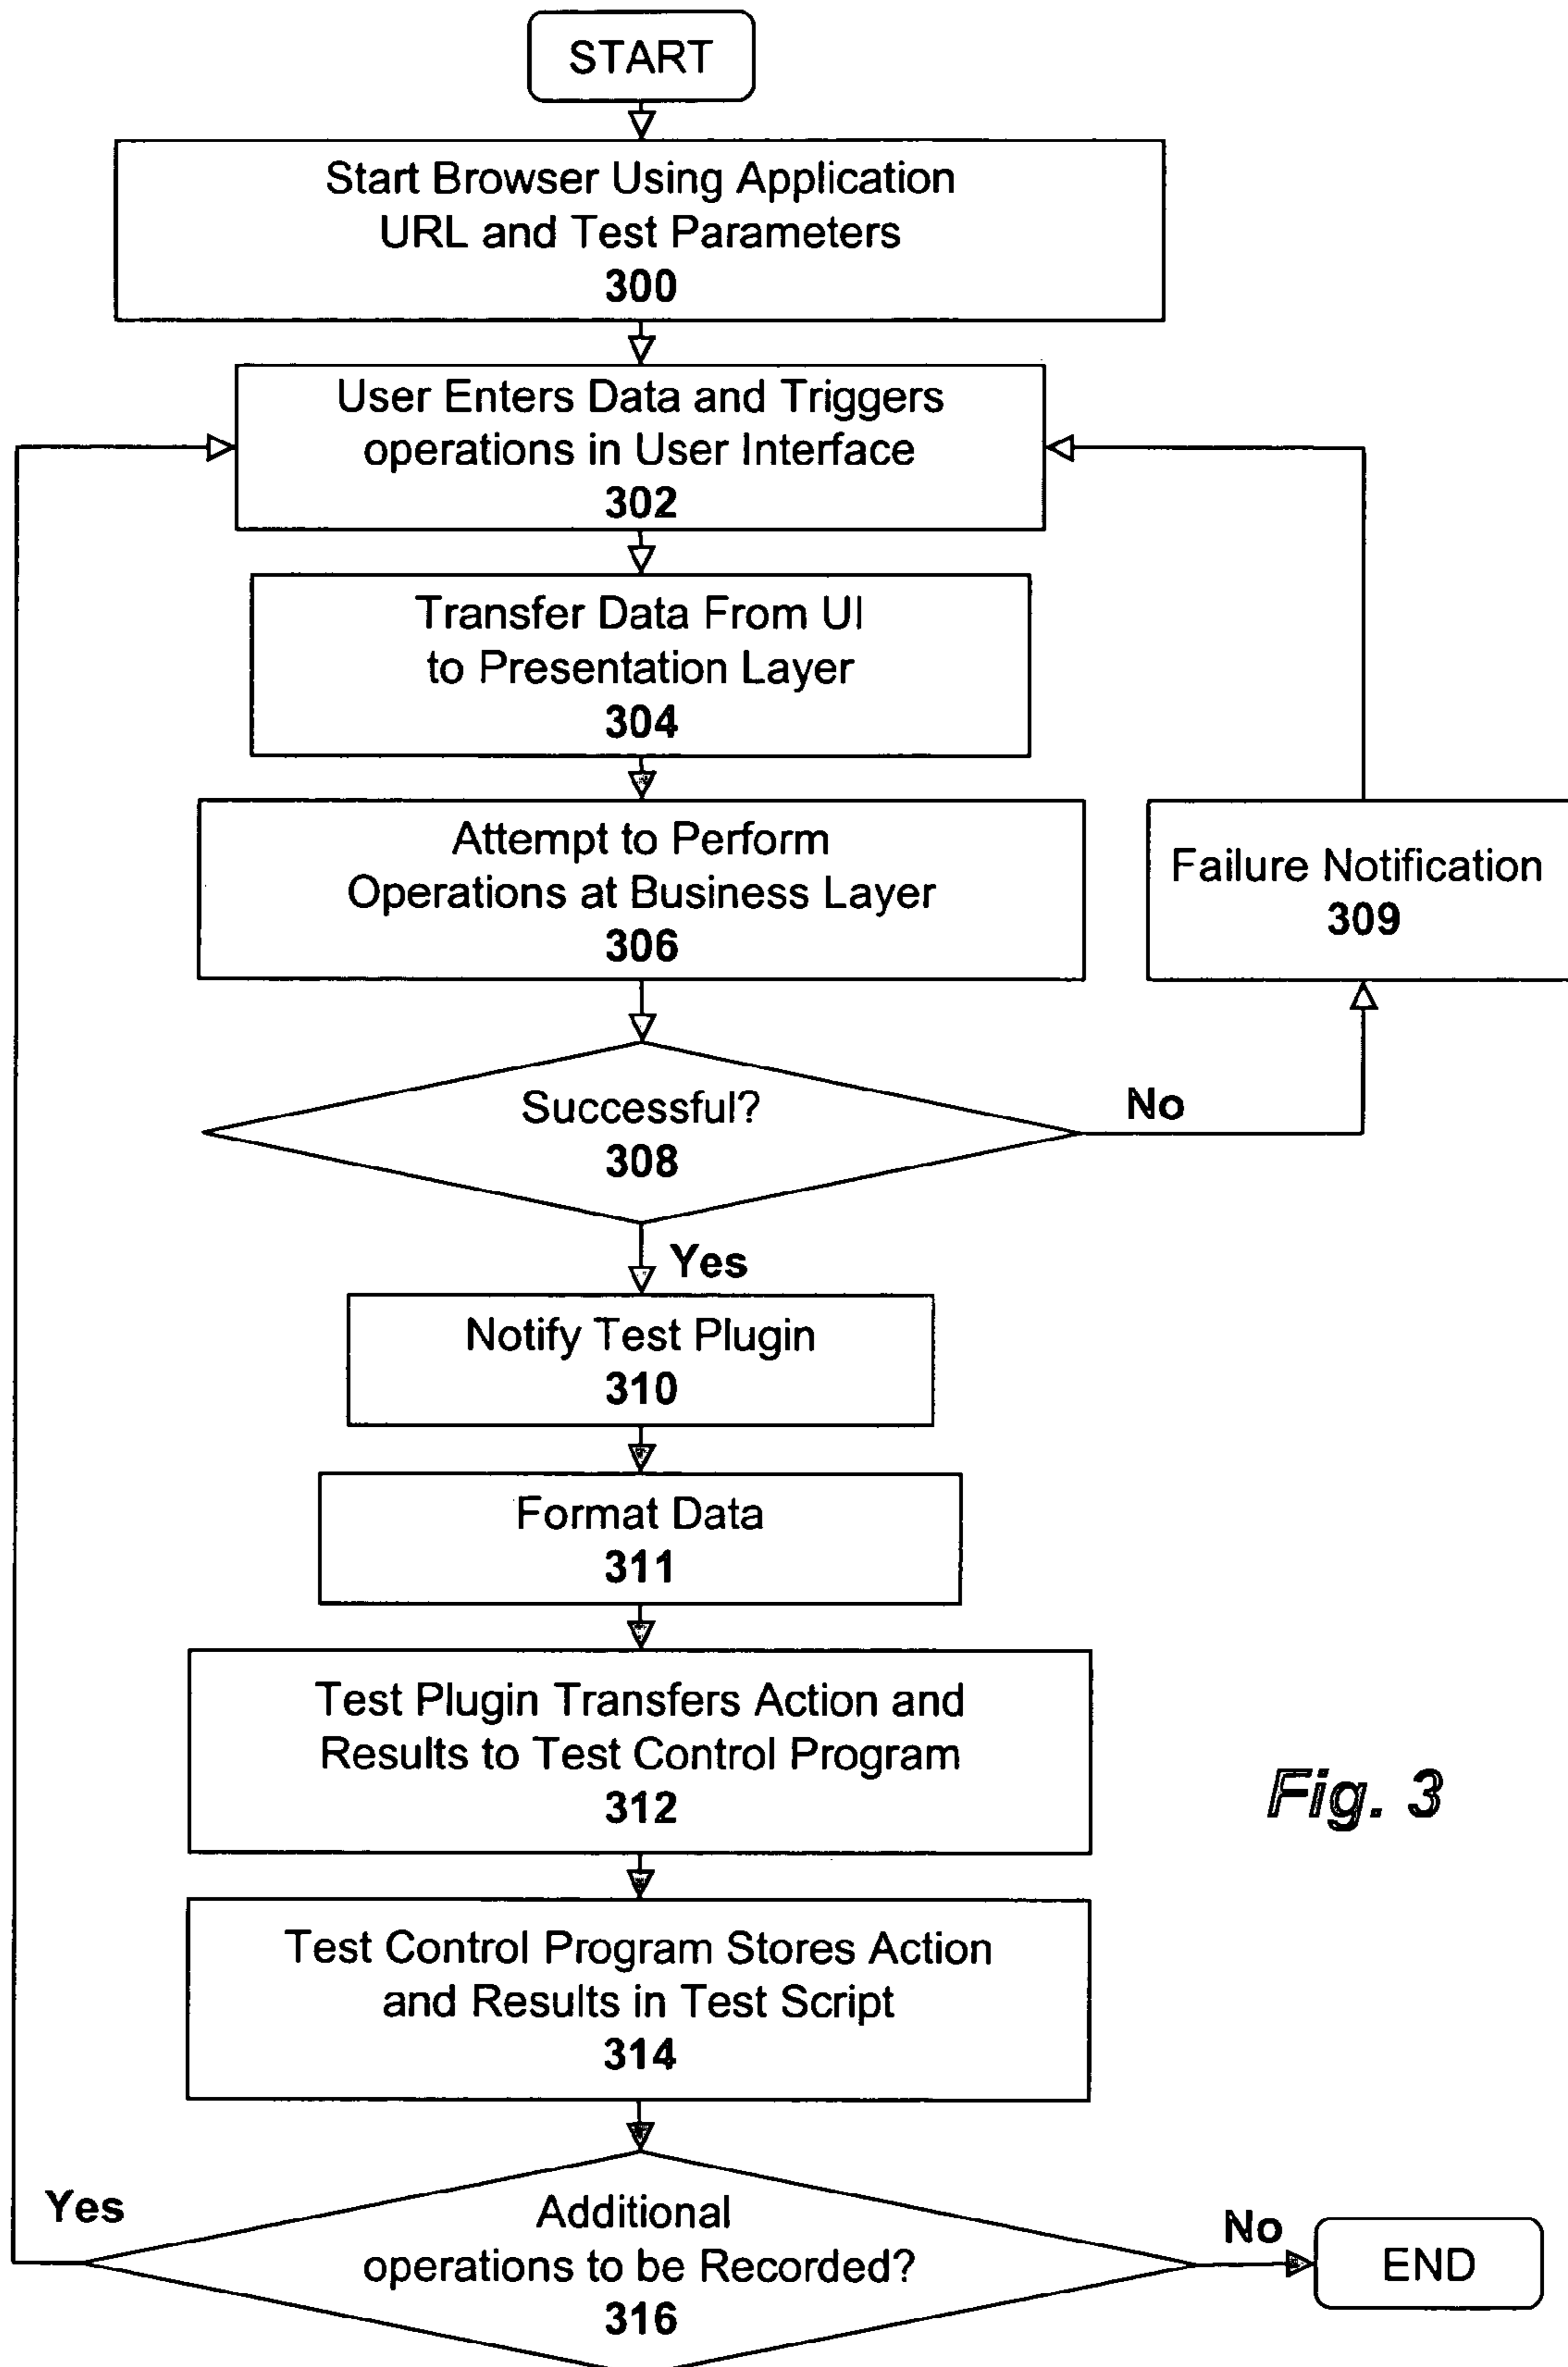 START
Start Browser Using Application
URL and Test Parameters
300
User Enters Data and Triggers
operations in User Interface
302
Transfer Data From UI
to Presentation Layer
304
Attempt to Perform
Operations at Business Layer
306
Failure Notification
309
Successful?
308
No
Yes
Notify Test Plugin
310
Format Data
311
Test Plugin Transfers Action and
Results to Test Control Program
312
Fig. 3
Test Control Program Stores Action
and Results in Test Script
314
Yes
Additional
operations to be Recorded?
316
No
END